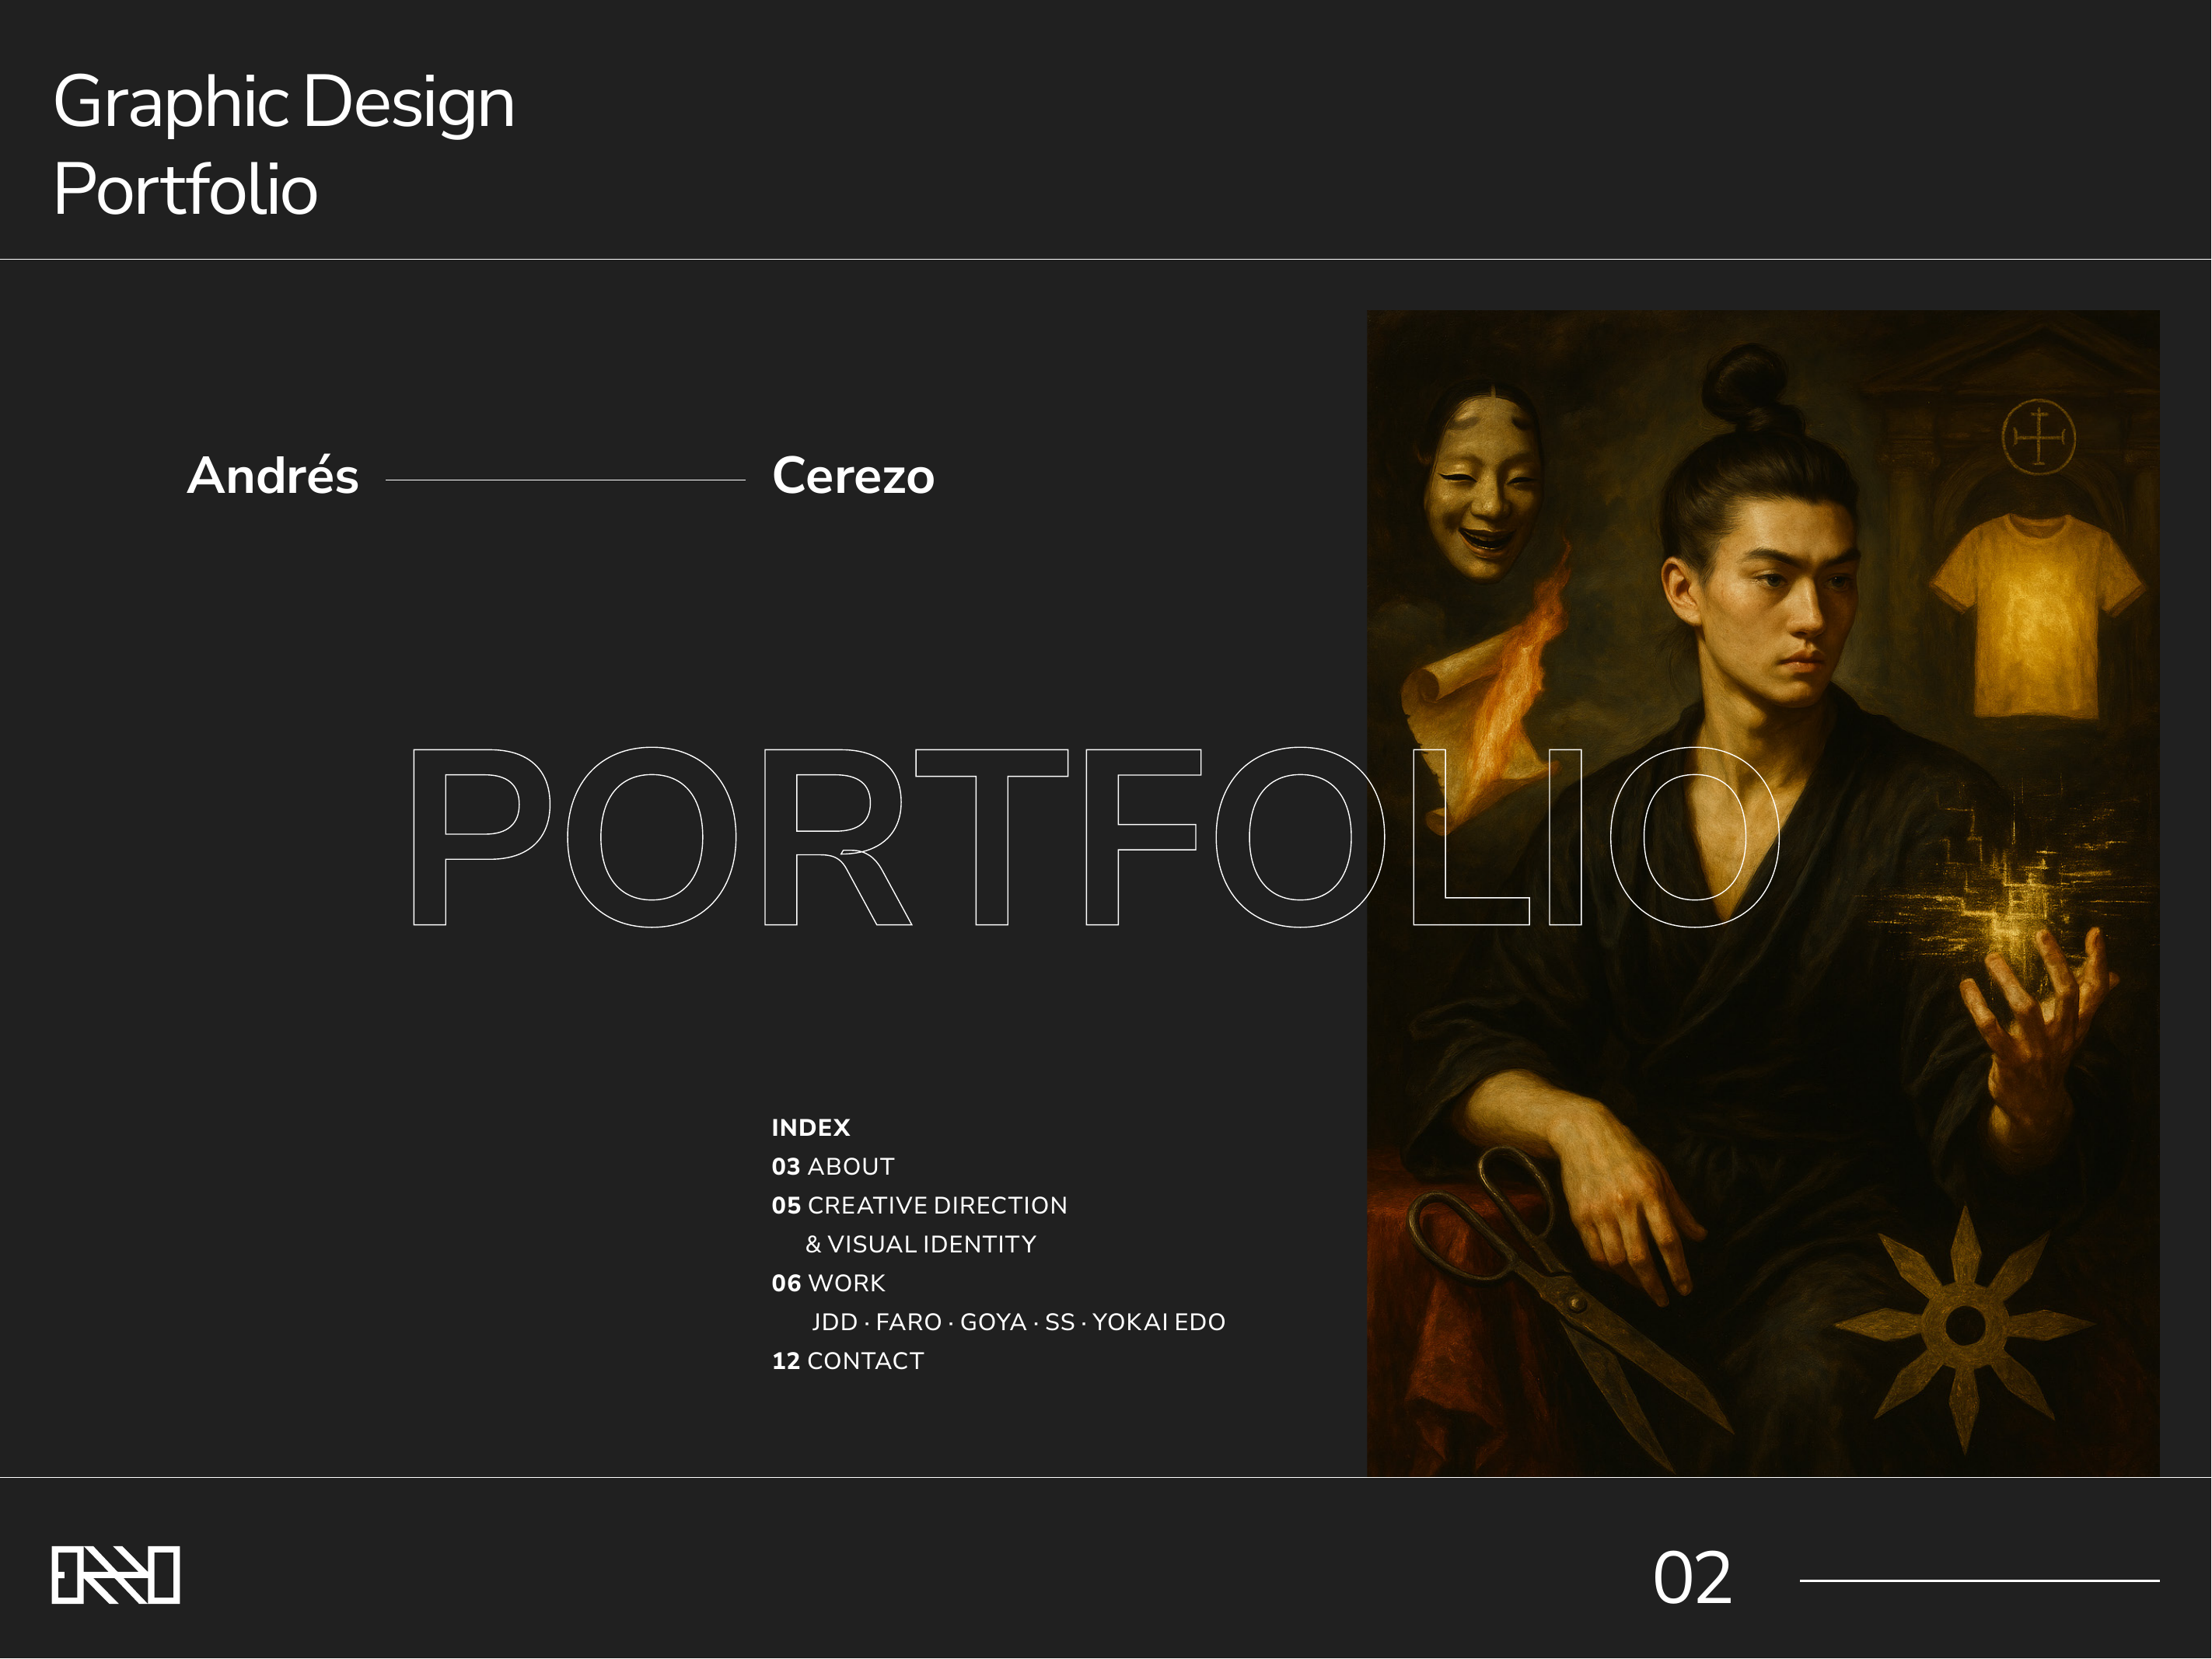 Graphic Design
Portfolio
Andrés Cerezo
PORTFOLIO
INDEX
03 ABOUT
05 CREATIVE DIRECTION
& VISUAL IDENTITY
06 WORK
JDD · FARO · GOYA · SS · YOKAI EDO
12 CONTACT
02